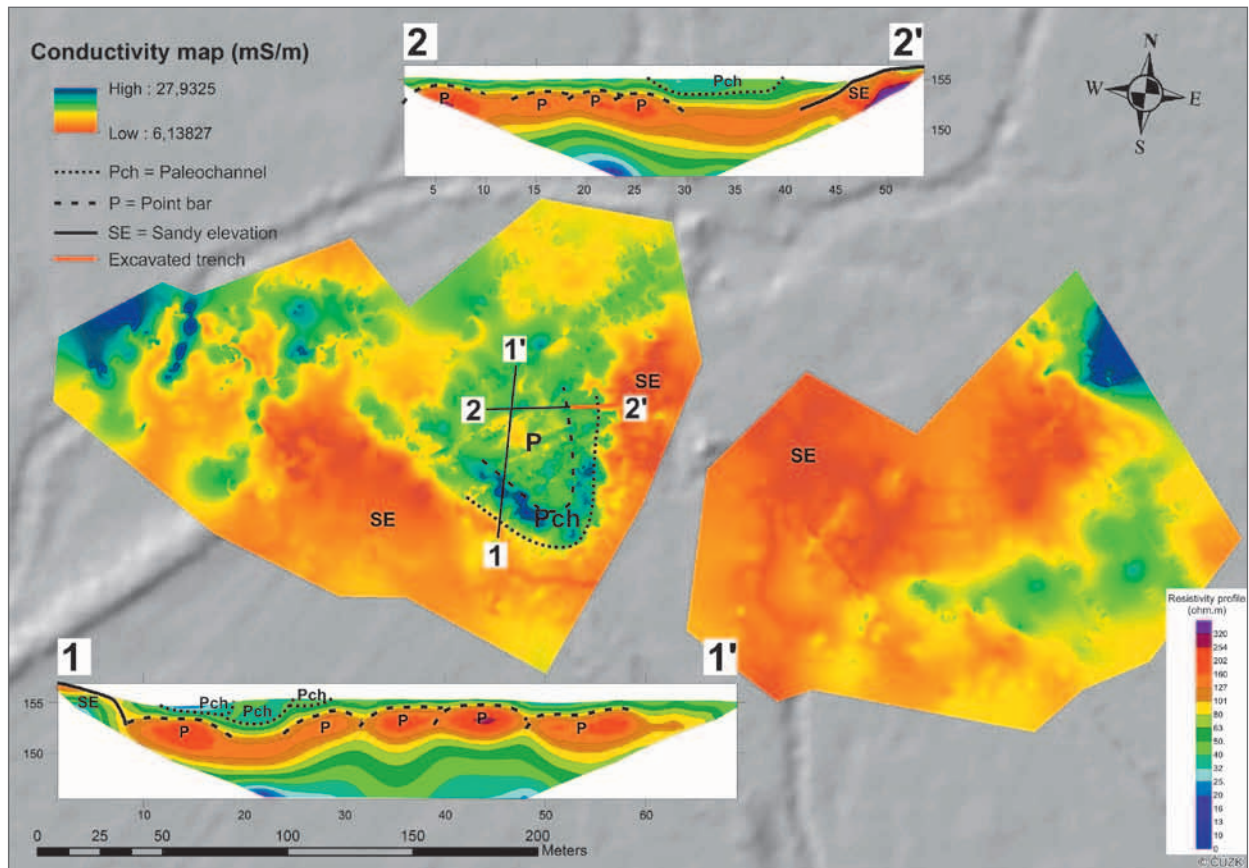 Conductivity map (mS/m)
High : 27,9325
Low : 6,13827
Pch = Paleochannel
P = Point bar
SE = Sandy elevation
Excavated trench
2
2'
Pch
P
P
P
P
SE
155
150
5 10 15 20 25 30 35 40 45 50
N
W
E
S
1'
SE
2
2'
P
SE
SE
Pch
1
Resistivity profile
(ohm.m)
320
254
202
160
127
101
80
63
50.
40
32
25.
20
16
13
10
0
1
1'
SE
Pch
Pch
Pch
P
P
P
P
P
155
150
10 20 30 40 50 60
0 25 50 100 150 200
Meters
© ČÚZK